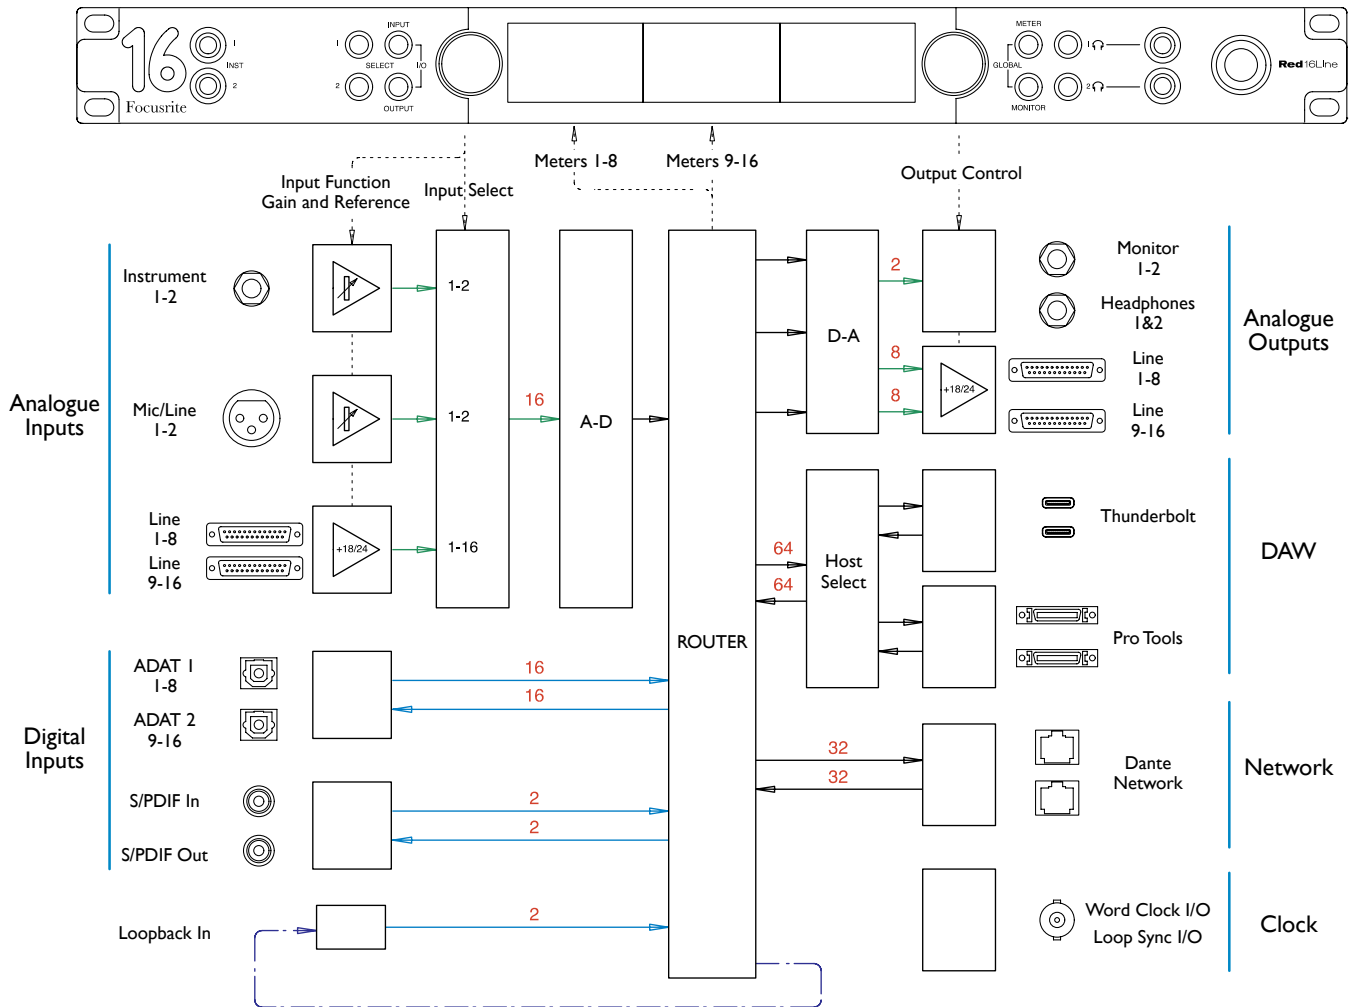 16
Focusrite
1
INST
2
INPUT
1
SELECT
I/O
2
OUTPUT
METER
1
GLOBAL
2
MONITOR
Red 16Line
Meters 1-8
Meters 9-16
Input Function
Gain and Reference
Input Select
Output Control
Analogue
Inputs
Instrument
1-2
1-2
Mic/Line
1-2
1-2
Line
1-8
Line
9-16
+18/24
1-16
16
A-D
ROUTER
D-A
2
8
8
+18/24
Monitor
1-2
Headphones
1&2
Line
1-8
Line
9-16
Analogue
Outputs
64
64
Host
Select
Thunderbolt
Pro Tools
DAW
Digital
Inputs
ADAT 1
1-8
ADAT 2
9-16
16
16
S/PDIF In
S/PDIF Out
2
2
32
32
Dante
Network
Network
Loopback In
2
Word Clock I/O
Loop Sync I/O
Clock